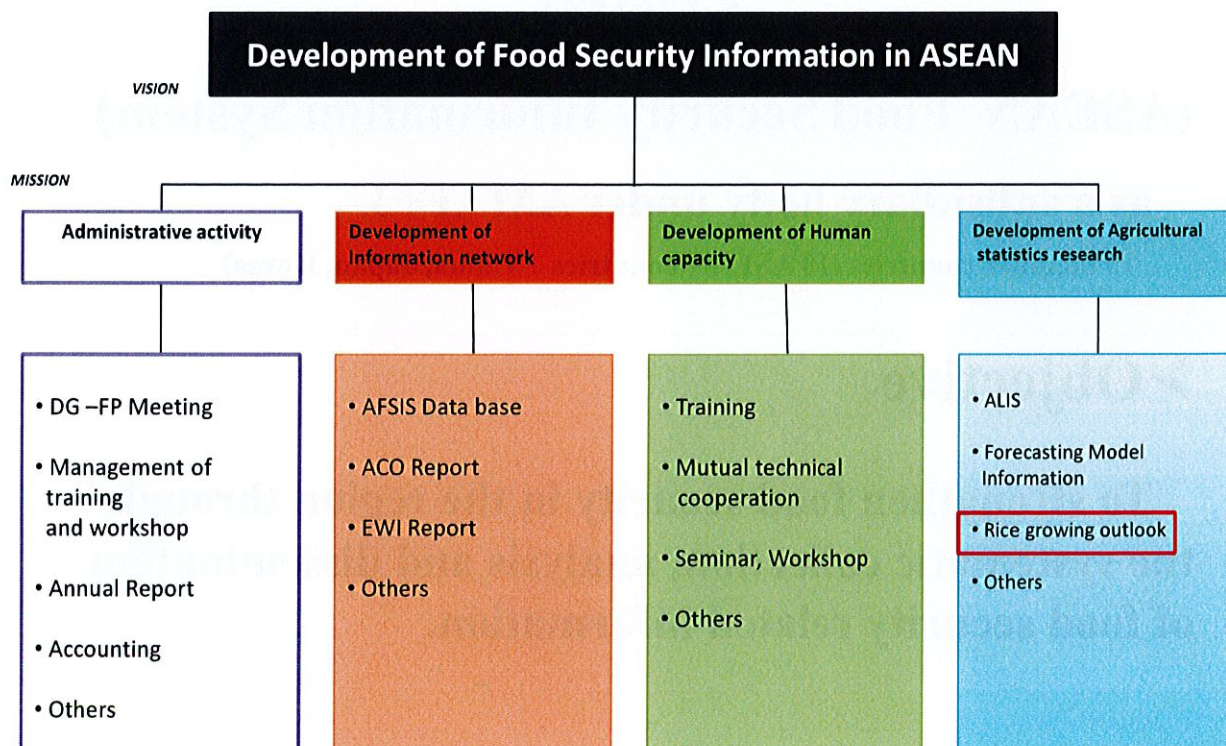 Development of Food Security Information in ASEAN
VISION
MISSION
Administrative activity
Development of
Information network
Development of Human
capacity
Development of Agricultural
statistics research
• DG –FP Meeting
• Management of
training
and workshop
• Annual Report
• Accounting
• Others
• AFSIS Data base
• ACO Report
• EWI Report
• Others
• Training
• Mutual technical
cooperation
• Seminar, Workshop
• Others
• ALIS
• Forecasting Model
Information
• Rice growing outlook
• Others